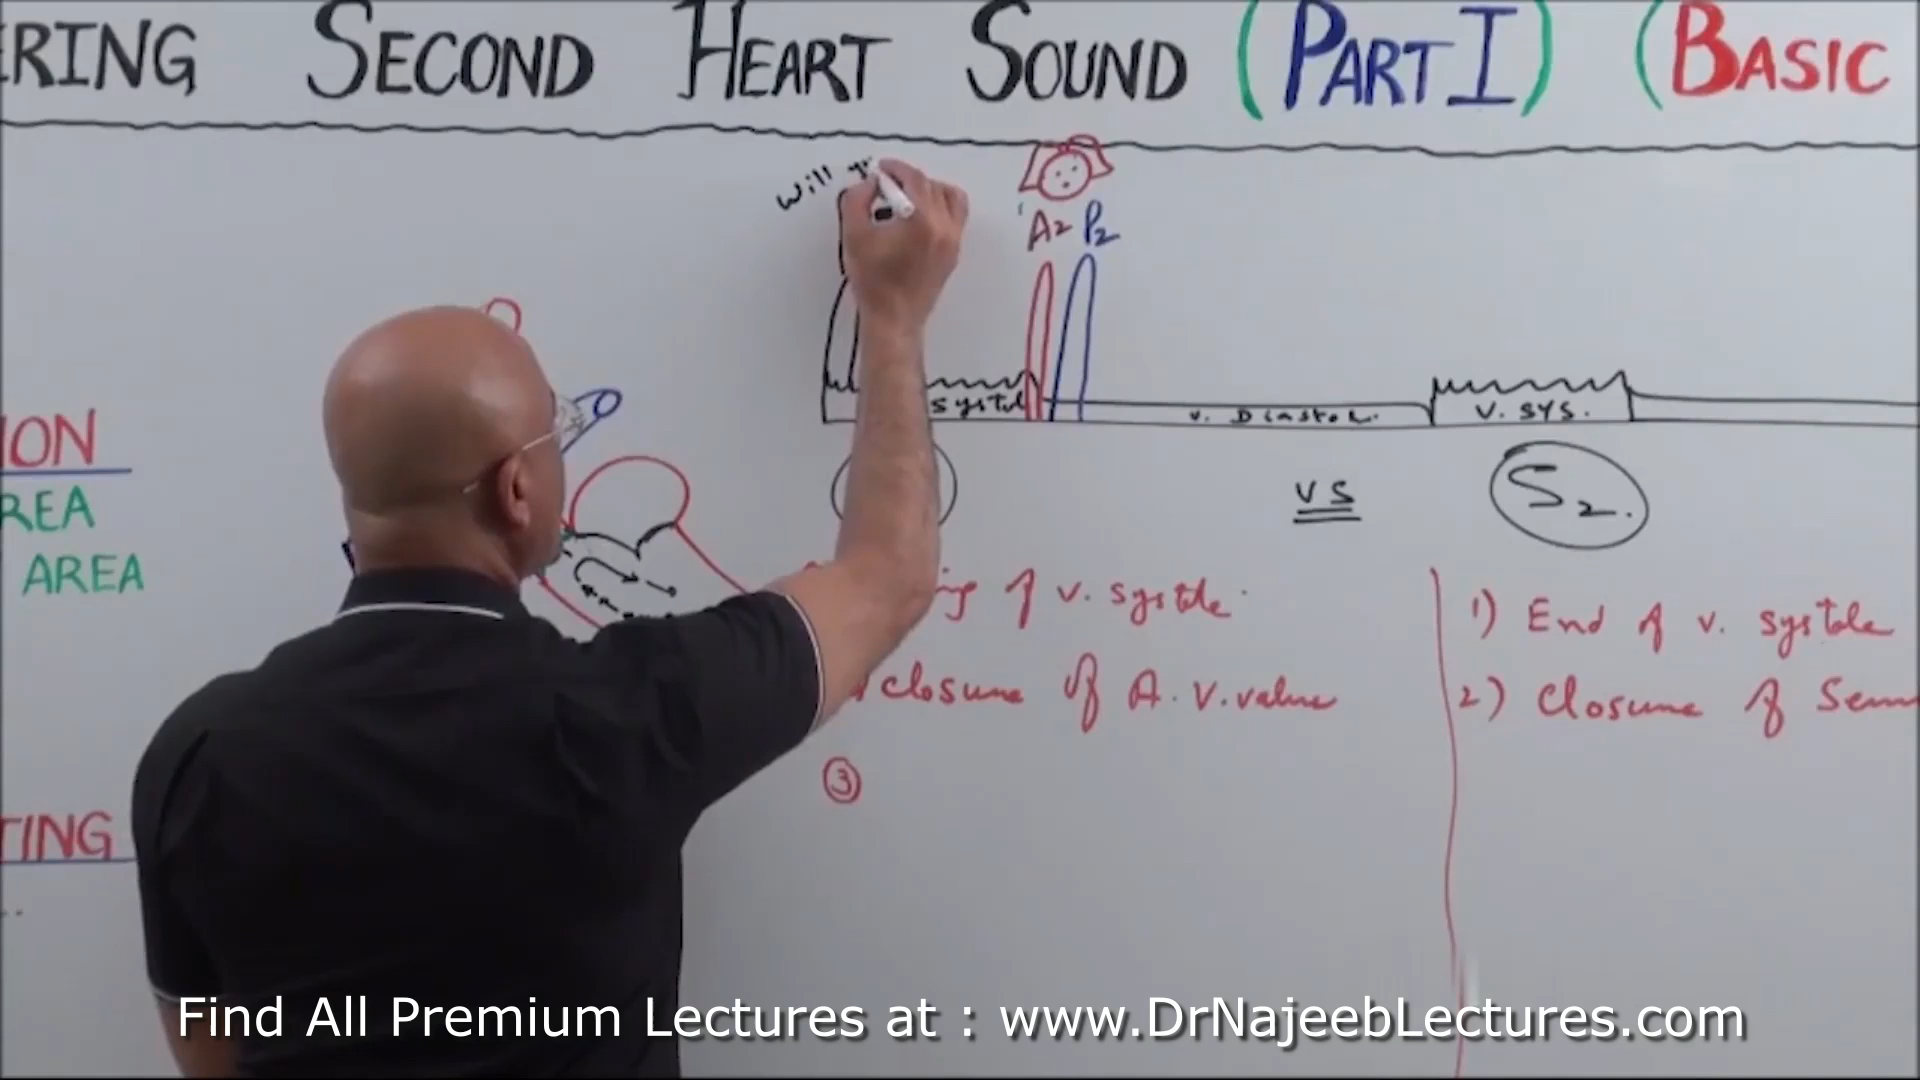 ERING SECOND HEART SOUND (PART I) (BASIC
Will
A2 P2
systol
V. Diastol.
V. SYS.
ION
REA
AREA
VS
S2.
of v. systole
1) End of v. systole
closure of A. V. valve
2) Closure of Sem
3
TING
Find All Premium Lectures at : www.DrNajeebLectures.com